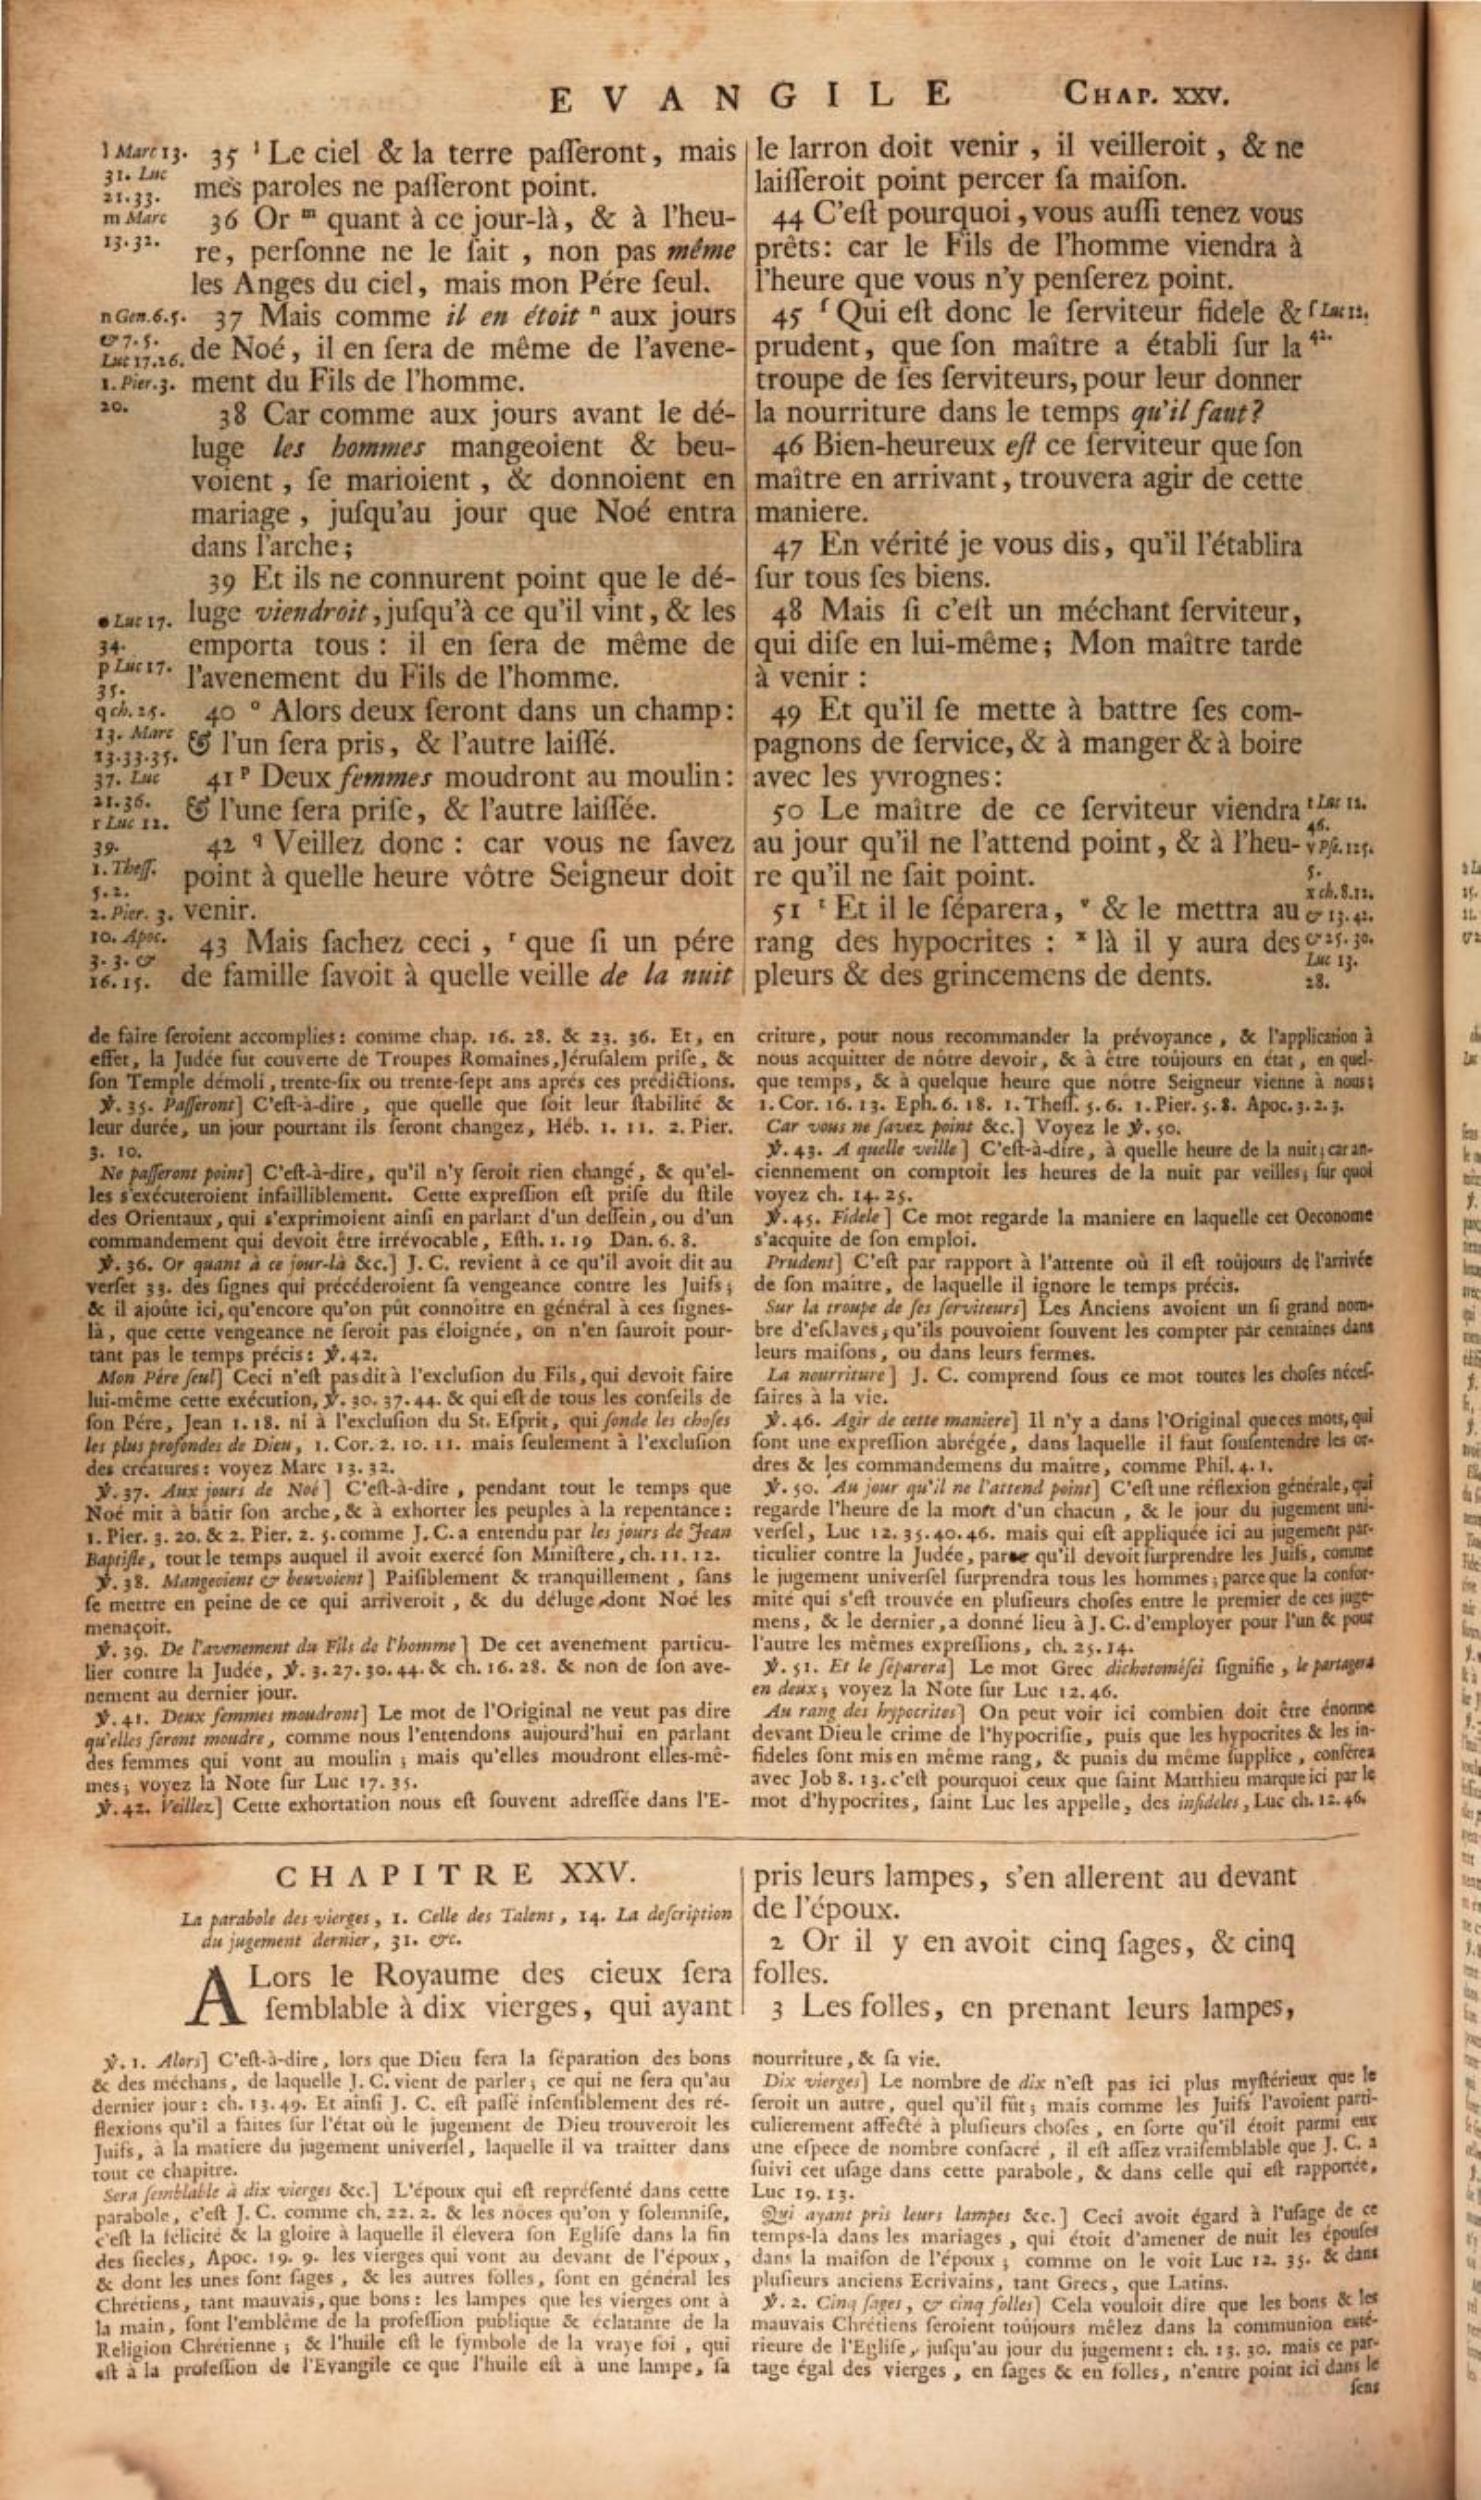 EVANGILE CHAP. XXV.
l Marc 13.
31. Luc
21.33.
m Marc
13.32.
n Gen. 6.5.
& 7.5.
Luc 17.26.
1. Pier. 3.
20.
o Luc 17.
34.
p Luc 17.
35.
q ch. 25.
13. Marc
13.33.35.
37. Luc
21.36.
r Luc 12.
39.
1. Theſſ.
5.2.
2. Pier. 3.
10. Apoc.
3.3. &
16.15.
35 ˡ Le ciel & la terre paſſeront, mais
mes paroles ne paſſeront point.
36 Or ᵐ quant à ce jour-là, & à l'heu-
re, perſonne ne le ſait, non pas même
les Anges du ciel, mais mon Pére ſeul.
37 Mais comme il en étoit ⁿ aux jours
de Noé, il en ſera de même de l'avene-
ment du Fils de l'homme.
38 Car comme aux jours avant le dé-
luge les hommes mangeoient & beu-
voient, ſe marioient, & donnoient en
mariage, juſqu'au jour que Noé entra
dans l'arche;
39 Et ils ne connurent point que le dé-
luge viendroit, juſqu'à ce qu'il vint, & les
emporta tous : il en ſera de même de
l'avenement du Fils de l'homme.
40 ᵒ Alors deux ſeront dans un champ:
& l'un ſera pris, & l'autre laiſſé.
41 ᵖ Deux femmes moudront au moulin:
& l'une ſera priſe, & l'autre laiſſée.
42 ᑫ Veillez donc : car vous ne ſavez
point à quelle heure vôtre Seigneur doit
venir.
43 Mais ſachez ceci, ʳ que ſi un pére
de famille ſavoit à quelle veille de la nuit
le larron doit venir, il veilleroit, & ne
laiſſeroit point percer ſa maiſon.
44 C'eſt pourquoi, vous auſſi tenez vous
prêts: car le Fils de l'homme viendra à
l'heure que vous n'y penſerez point.
45 ſ Qui eſt donc le ſerviteur fidele &
prudent, que ſon maître a établi ſur la
troupe de ſes ſerviteurs, pour leur donner
la nourriture dans le temps qu'il faut?
46 Bien-heureux eſt ce ſerviteur que ſon
maître en arrivant, trouvera agir de cette
maniere.
47 En vérité je vous dis, qu'il l'établira
ſur tous ſes biens.
48 Mais ſi c'eſt un méchant ſerviteur,
qui diſe en lui-même; Mon maître tarde
à venir :
49 Et qu'il ſe mette à battre ſes com-
pagnons de ſervice, & à manger & à boire
avec les yvrognes:
50 Le maître de ce ſerviteur viendra
au jour qu'il ne l'attend point, & à l'heu-
re qu'il ne ſait point.
51 ᵗ Et il le ſéparera, ᵛ & le mettra au
rang des hypocrites : ˣ là il y aura des
pleurs & des grincemens de dents.
ſ Luc 12.
42.
t Luc 12.
46.
v Pſe. 125.
5.
x ch. 8.12.
& 13.42.
& 25.30.
Luc 13.
28.
de faire ſeroient accomplies: comme chap. 16. 28. & 23. 36. Et, en
effet, la Judée fut couverte de Troupes Romaines, Jéruſalem priſe, &
ſon Temple démoli, trente-ſix ou trente-ſept ans aprés ces prédictions.
℣. 35. Paſſeront] C'eſt-à-dire, que quelle que ſoit leur ſtabilité &
leur durée, un jour pourtant ils ſeront changez, Héb. 1. 11. 2. Pier.
3. 10.
Ne paſſeront point] C'eſt-à-dire, qu'il n'y ſeroit rien changé, & qu'el-
les s'exécuteroient infailliblement. Cette expreſſion eſt priſe du ſtile
des Orientaux, qui s'exprimoient ainſi en parlant d'un deſſein, ou d'un
commandement qui devoit être irrévocable, Eſth. 1. 19 Dan. 6. 8.
℣. 36. Or quant à ce jour-là &c.] J. C. revient à ce qu'il avoit dit au
verſet 33. des ſignes qui précéderoient ſa vengeance contre les Juifs;
& il ajoûte ici, qu'encore qu'on pût connoitre en général à ces ſignes-
là, que cette vengeance ne ſeroit pas éloignée, on n'en ſauroit pour-
tant pas le temps précis: ℣. 42.
Mon Pére ſeul] Ceci n'eſt pas dit à l'excluſion du Fils, qui devoit faire
lui-même cette exécution, ℣. 30. 37. 44. & qui eſt de tous les conſeils de
ſon Pére, Jean 1. 18. ni à l'excluſion du St. Eſprit, qui ſonde les choſes
les plus profondes de Dieu, 1. Cor. 2. 10. 11. mais ſeulement à l'excluſion
des créatures: voyez Marc 13. 32.
℣. 37. Aux jours de Noé] C'eſt-à-dire, pendant tout le temps que
Noé mit à bâtir ſon arche, & à exhorter les peuples à la repentance:
1. Pier. 3. 20. & 2. Pier. 2. 5. comme J. C. a entendu par les jours de Jean
Baptiſte, tout le temps auquel il avoit exercé ſon Miniſtere, ch. 11. 12.
℣. 38. Mangeoient & beuvoient] Paiſiblement & tranquillement, ſans
ſe mettre en peine de ce qui arriveroit, & du déluge dont Noé les
menaçoit.
℣. 39. De l'avenement du Fils de l'homme] De cet avenement particu-
lier contre la Judée, ℣. 3. 27. 30. 44. & ch. 16. 28. & non de ſon ave-
nement au dernier jour.
℣. 41. Deux femmes moudront] Le mot de l'Original ne veut pas dire
qu'elles feront moudre, comme nous l'entendons aujourd'hui en parlant
des femmes qui vont au moulin; mais qu'elles moudront elles-mê-
mes; voyez la Note ſur Luc 17. 35.
℣. 42. Veillez] Cette exhortation nous eſt ſouvent adreſſée dans l'E-
criture, pour nous recommander la prévoyance, & l'application à
nous acquitter de nôtre devoir, & à être toûjours en état, en quel-
que temps, & à quelque heure que nôtre Seigneur vienne à nous;
1. Cor. 16. 13. Eph. 6. 18. 1. Theſſ. 5. 6. 1. Pier. 5. 8. Apoc. 3. 2. 3.
Car vous ne ſavez point &c.] Voyez le ℣. 50.
℣. 43. A quelle veille] C'eſt-à-dire, à quelle heure de la nuit; car an-
ciennement on comptoit les heures de la nuit par veilles; ſur quoi
voyez ch. 14. 25.
℣. 45. Fidele] Ce mot regarde la maniere en laquelle cet Oeconome
s'acquite de ſon emploi.
Prudent] C'eſt par rapport à l'attente où il eſt toûjours de l'arrivée
de ſon maître, de laquelle il ignore le temps précis.
Sur la troupe de ſes ſerviteurs] Les Anciens avoient un ſi grand nom-
bre d'eſclaves, qu'ils pouvoient ſouvent les compter par centaines dans
leurs maiſons, ou dans leurs fermes.
La nourriture] J. C. comprend ſous ce mot toutes les choſes néceſ-
ſaires à la vie.
℣. 46. Agir de cette maniere] Il n'y a dans l'Original que ces mots, qui
ſont une expreſſion abrégée, dans laquelle il faut ſouſentendre les or-
dres & les commandemens du maître, comme Phil. 4. 1.
℣. 50. Au jour qu'il ne l'attend point] C'eſt une réflexion générale, qui
regarde l'heure de la mort d'un chacun, & le jour du jugement uni-
verſel, Luc 12. 35. 40. 46. mais qui eſt appliquée ici au jugement par-
ticulier contre la Judée, parce qu'il devoit ſurprendre les Juifs, comme
le jugement univerſel ſurprendra tous les hommes; parce que la confor-
mité qui s'eſt trouvée en pluſieurs choſes entre le premier de ces juge-
mens, & le dernier, a donné lieu à J. C. d'employer pour l'un & pour
l'autre les mêmes expreſſions, ch. 25. 14.
℣. 51. Et le ſéparera] Le mot Grec dichotoméſei ſignifie, le partagera
en deux; voyez la Note ſur Luc 12. 46.
Au rang des hypocrites] On peut voir ici combien doit être énorme
devant Dieu le crime de l'hypocriſie, puis que les hypocrites & les in-
fideles ſont mis en même rang, & punis du même ſupplice, conférez
avec Job 8. 13. c'eſt pourquoi ceux que ſaint Matthieu marque ici par le
mot d'hypocrites, ſaint Luc les appelle, des infideles, Luc ch. 12. 46.
CHAPITRE XXV.
La parabole des vierges, 1. Celle des Talens, 14. La deſcription
du jugement dernier, 31. &c.
ALors le Royaume des cieux ſera
ſemblable à dix vierges, qui ayant
pris leurs lampes, s'en allerent au devant
de l'époux.
2 Or il y en avoit cinq ſages, & cinq
folles.
3 Les folles, en prenant leurs lampes,
℣. 1. Alors] C'eſt-à-dire, lors que Dieu fera la ſéparation des bons
& des méchans, de laquelle J. C. vient de parler; ce qui ne ſera qu'au
dernier jour: ch. 13. 49. Et ainſi J. C. eſt paſſé inſenſiblement des ré-
flexions qu'il a faites ſur l'état où le jugement de Dieu trouveroit les
Juifs, à la matiere du jugement univerſel, laquelle il va traitter dans
tout ce chapitre.
Sera ſemblable à dix vierges &c.] L'époux qui eſt repréſenté dans cette
parabole, c'eſt J. C. comme ch. 22. 2. & les nôces qu'on y ſolemniſe,
c'eſt la félicité & la gloire à laquelle il élevera ſon Egliſe dans la fin
des ſiecles, Apoc. 19. 9. les vierges qui vont au devant de l'époux,
& dont les unes ſont ſages, & les autres folles, ſont en général les
Chrétiens, tant mauvais, que bons: les lampes que les vierges ont à
la main, ſont l'emblême de la profeſſion publique & éclatante de la
Religion Chrétienne; & l'huile eſt le ſymbole de la vraye foi, qui
eſt à la profeſſion de l'Evangile ce que l'huile eſt à une lampe, ſa
nourriture, & ſa vie.
Dix vierges] Le nombre de dix n'eſt pas ici plus myſtérieux que le
ſeroit un autre, quel qu'il fût; mais comme les Juifs l'avoient parti-
culierement affecté à pluſieurs choſes, en ſorte qu'il étoit parmi eux
une eſpece de nombre conſacré, il eſt aſſez vraiſemblable que J. C. a
ſuivi cet uſage dans cette parabole, & dans celle qui eſt rapportée,
Luc 19. 13.
Qui ayant pris leurs lampes &c.] Ceci avoit égard à l'uſage de ce
temps-là dans les mariages, qui étoit d'amener de nuit les épouſes
dans la maiſon de l'époux; comme on le voit Luc 12. 35. & dans
pluſieurs anciens Ecrivains, tant Grecs, que Latins.
℣. 2. Cinq ſages, & cinq folles] Cela vouloit dire que les bons & les
mauvais Chrétiens ſeroient toûjours mêlez dans la communion exté-
rieure de l'Egliſe, juſqu'au jour du jugement: ch. 13. 30. mais ce par-
tage égal des vierges, en ſages & en folles, n'entre point ici dans le
ſens